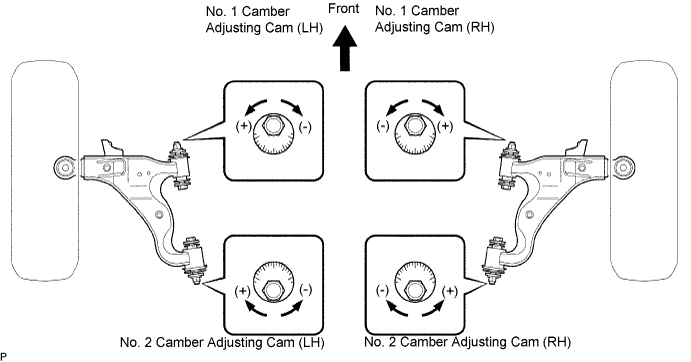 No. 1 Camber
Adjusting Cam (LH)
Front
No. 1 Camber
Adjusting Cam (RH)
(+)
(-)
(-)
(+)
(+)
(-)
(-)
(+)
No. 2 Camber Adjusting Cam (LH)
No. 2 Camber Adjusting Cam (RH)
P